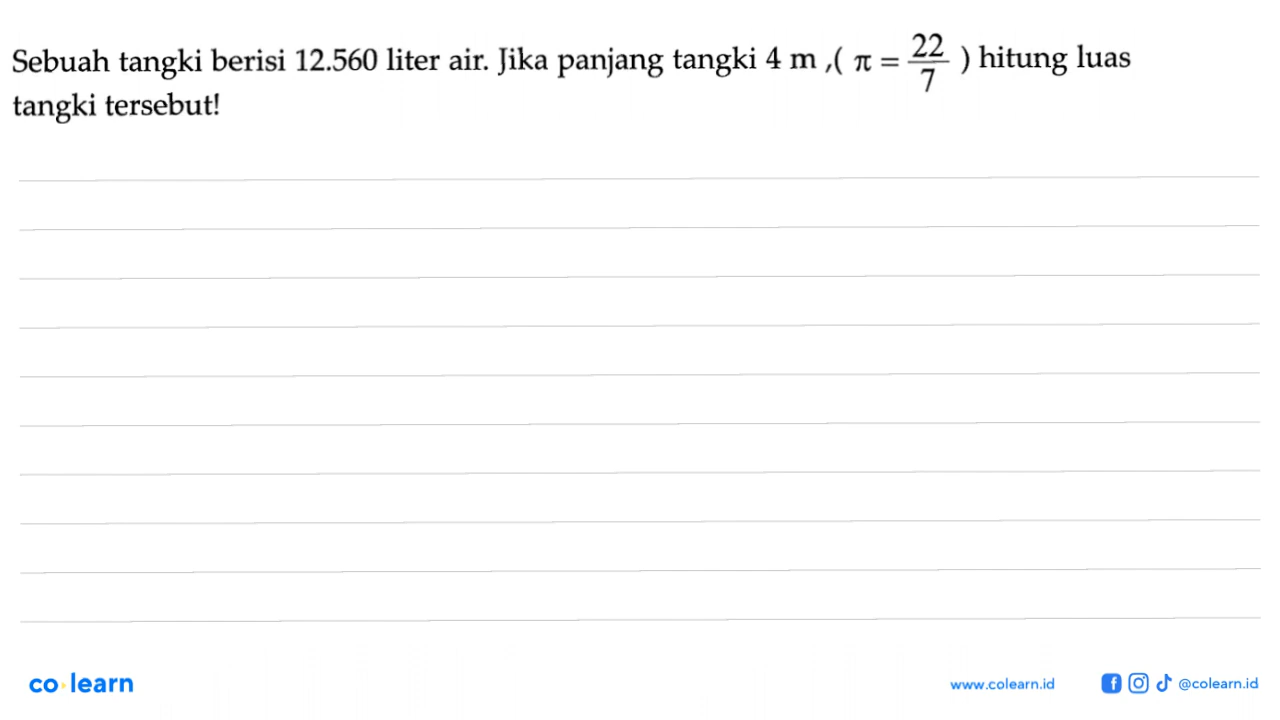 Sebuah tangki berisi 12.560 liter air. Jika panjang tangki 4 m ,( π = 22/7 ) hitung luas
tangki tersebut!
co learn
www.colearn.id
@colearn.id